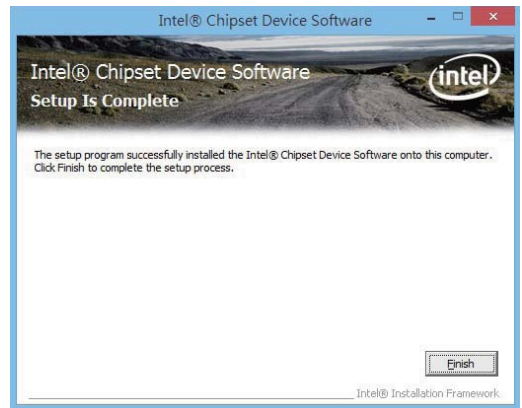 Intel® Chipset Device Software
Intel® Chipset Device Software
intel
Setup Is Complete
The setup program successfully installed the Intel® Chipset Device Software onto this computer.
Click Finish to complete the setup process.
Finish
Intel® Installation Framework